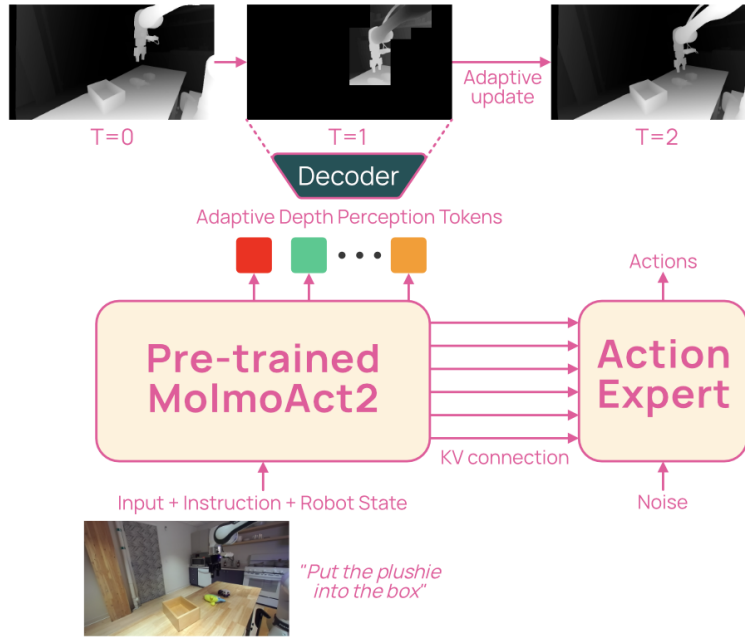 T=0
T=1
Adaptive
update
T=2
Decoder
Adaptive Depth Perception Tokens
Actions
Pre-trained
MolmoAct2
Action
Expert
KV connection
Input + Instruction + Robot State
Noise
"Put the plushie
into the box"